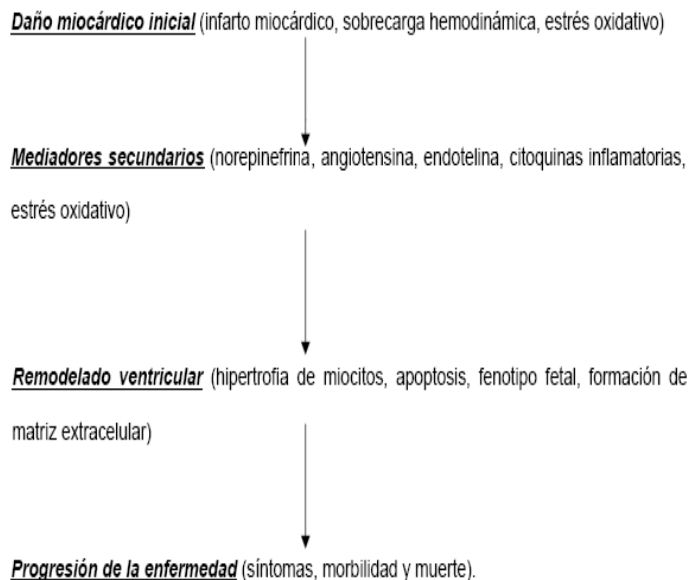 Daño miocárdico inicial (infarto miocárdico, sobrecarga hemodinámica, estrés oxidativo)
Mediadores secundarios (norepinefrina, angiotensina, endotelina, citoquinas inflamatorias,
estrés oxidativo)
Remodelado ventricular (hipertrofia de miocitos, apoptosis, fenotipo fetal, formación de
matriz extracelular)
Progresión de la enfermedad (síntomas, morbilidad y muerte).